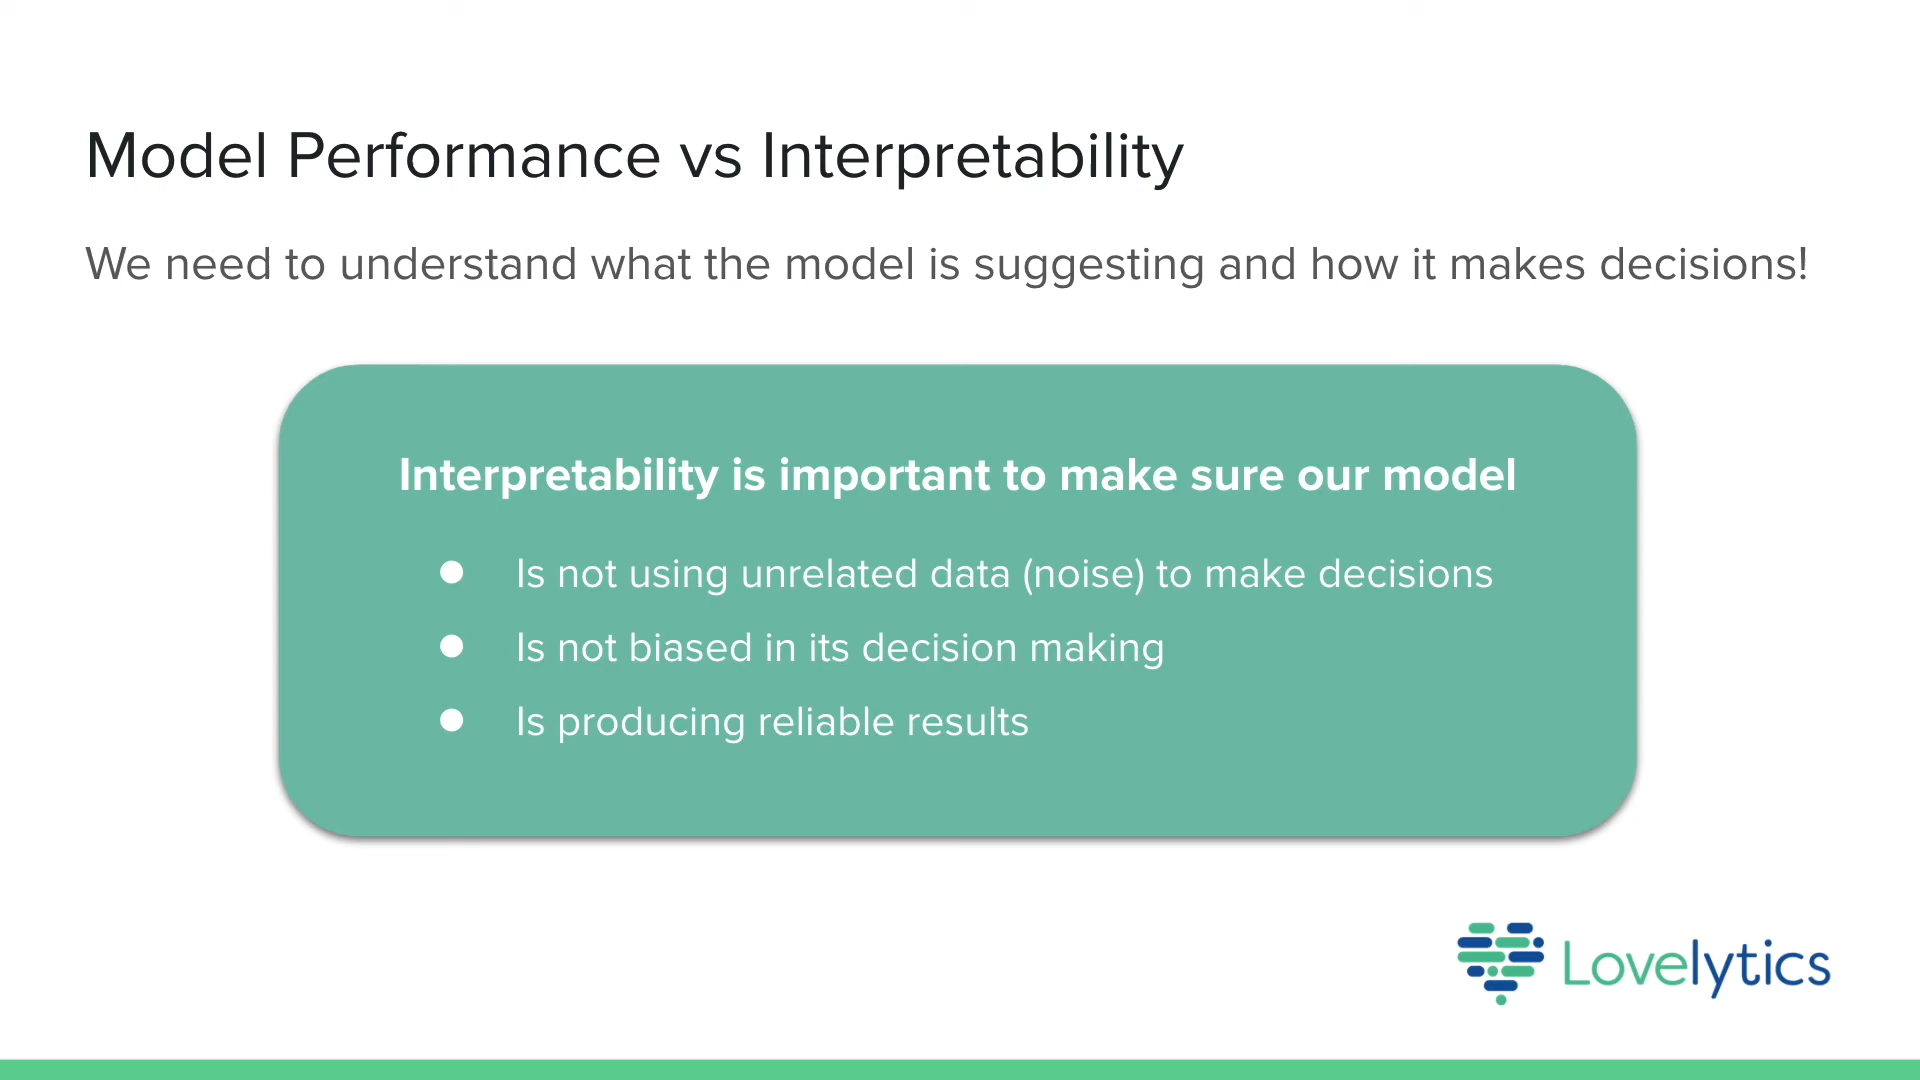 Model Performance vs Interpretability
We need to understand what the model is suggesting and how it makes decisions!
Interpretability is important to make sure our model
● Is not using unrelated data (noise) to make decisions
● Is not biased in its decision making
● Is producing reliable results
Lovelytics